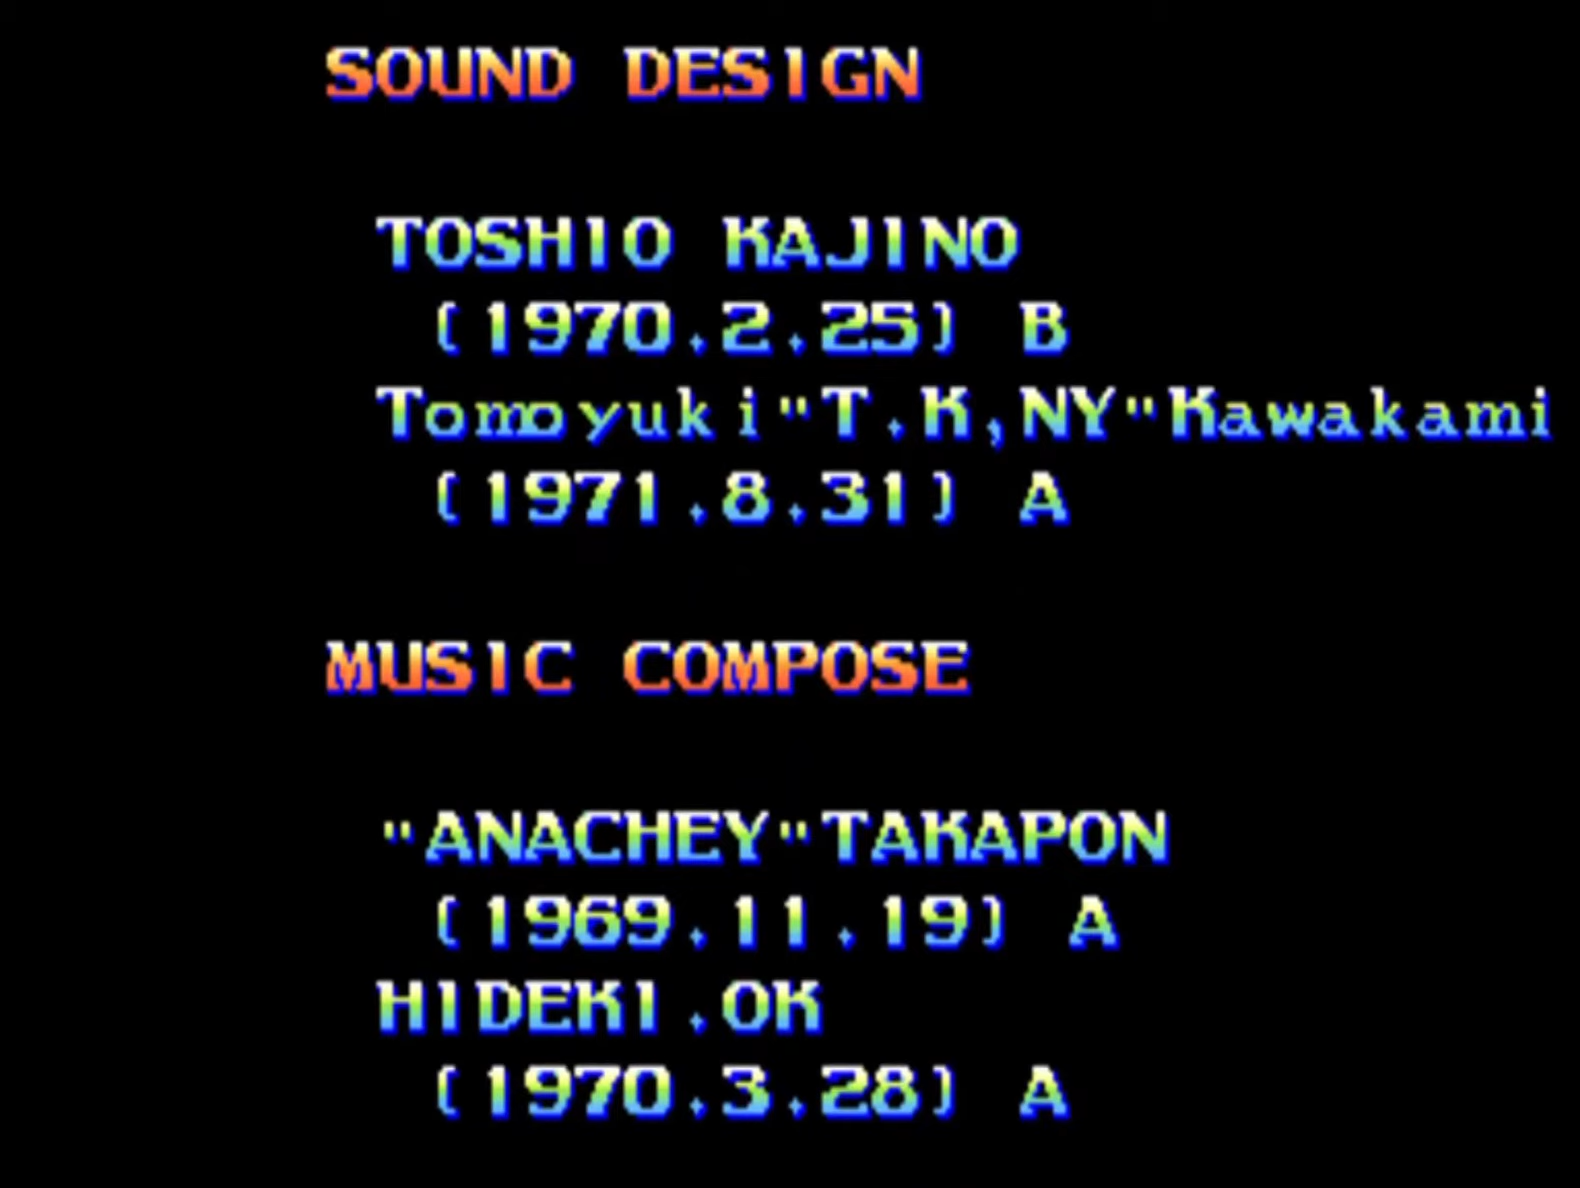 SOUND DESIGN
TOSHIO KAJINO
(1970.2.25) B
Tomoyuki"T.K,NY"Kawakami
(1971.8.31) A
MUSIC COMPOSE
"ANACHEY"TAKAPON
(1969.11.19) A
HIDEKI.OK
(1970.3.28) A